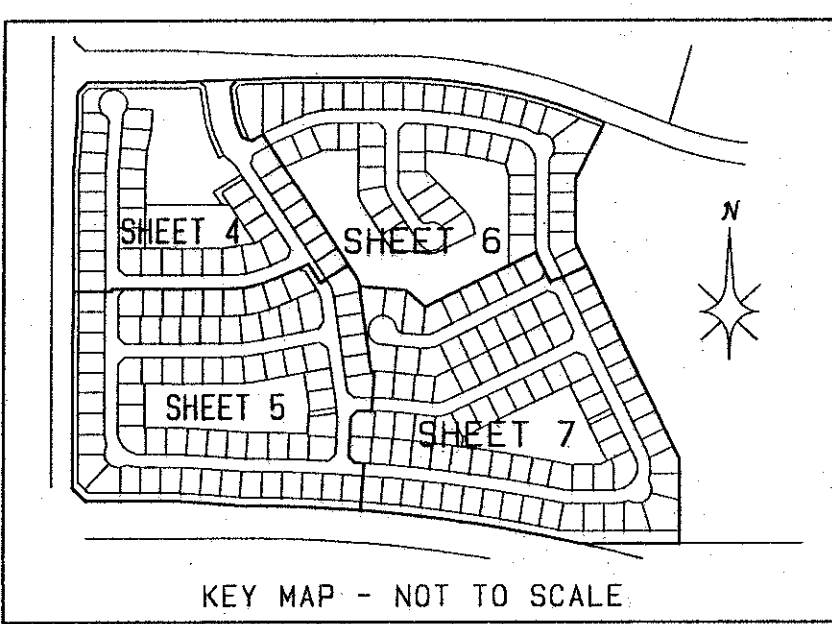 N
SHEET 4
SHEET 6
SHEET 5
SHEET 7
KEY MAP - NOT TO SCALE